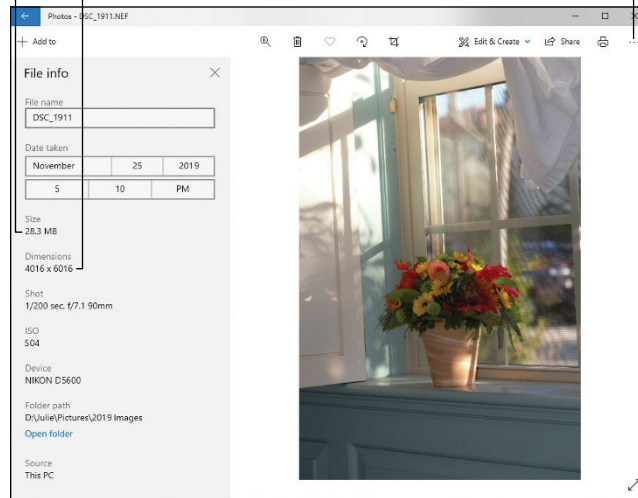 Photos - DSC_1911.NEF
Add to
Edit & Create
Share
File info
File name
DSC_1911
Date taken
November 25 2019
5 10 PM
Size
28.3 MB
Dimensions
4016 x 6016
Shot
1/200 sec. f/7.1 90mm
ISO
504
Device
NIKON D5600
Folder path
D:\Julie\Pictures\2019 Images
Open folder
Source
This PC